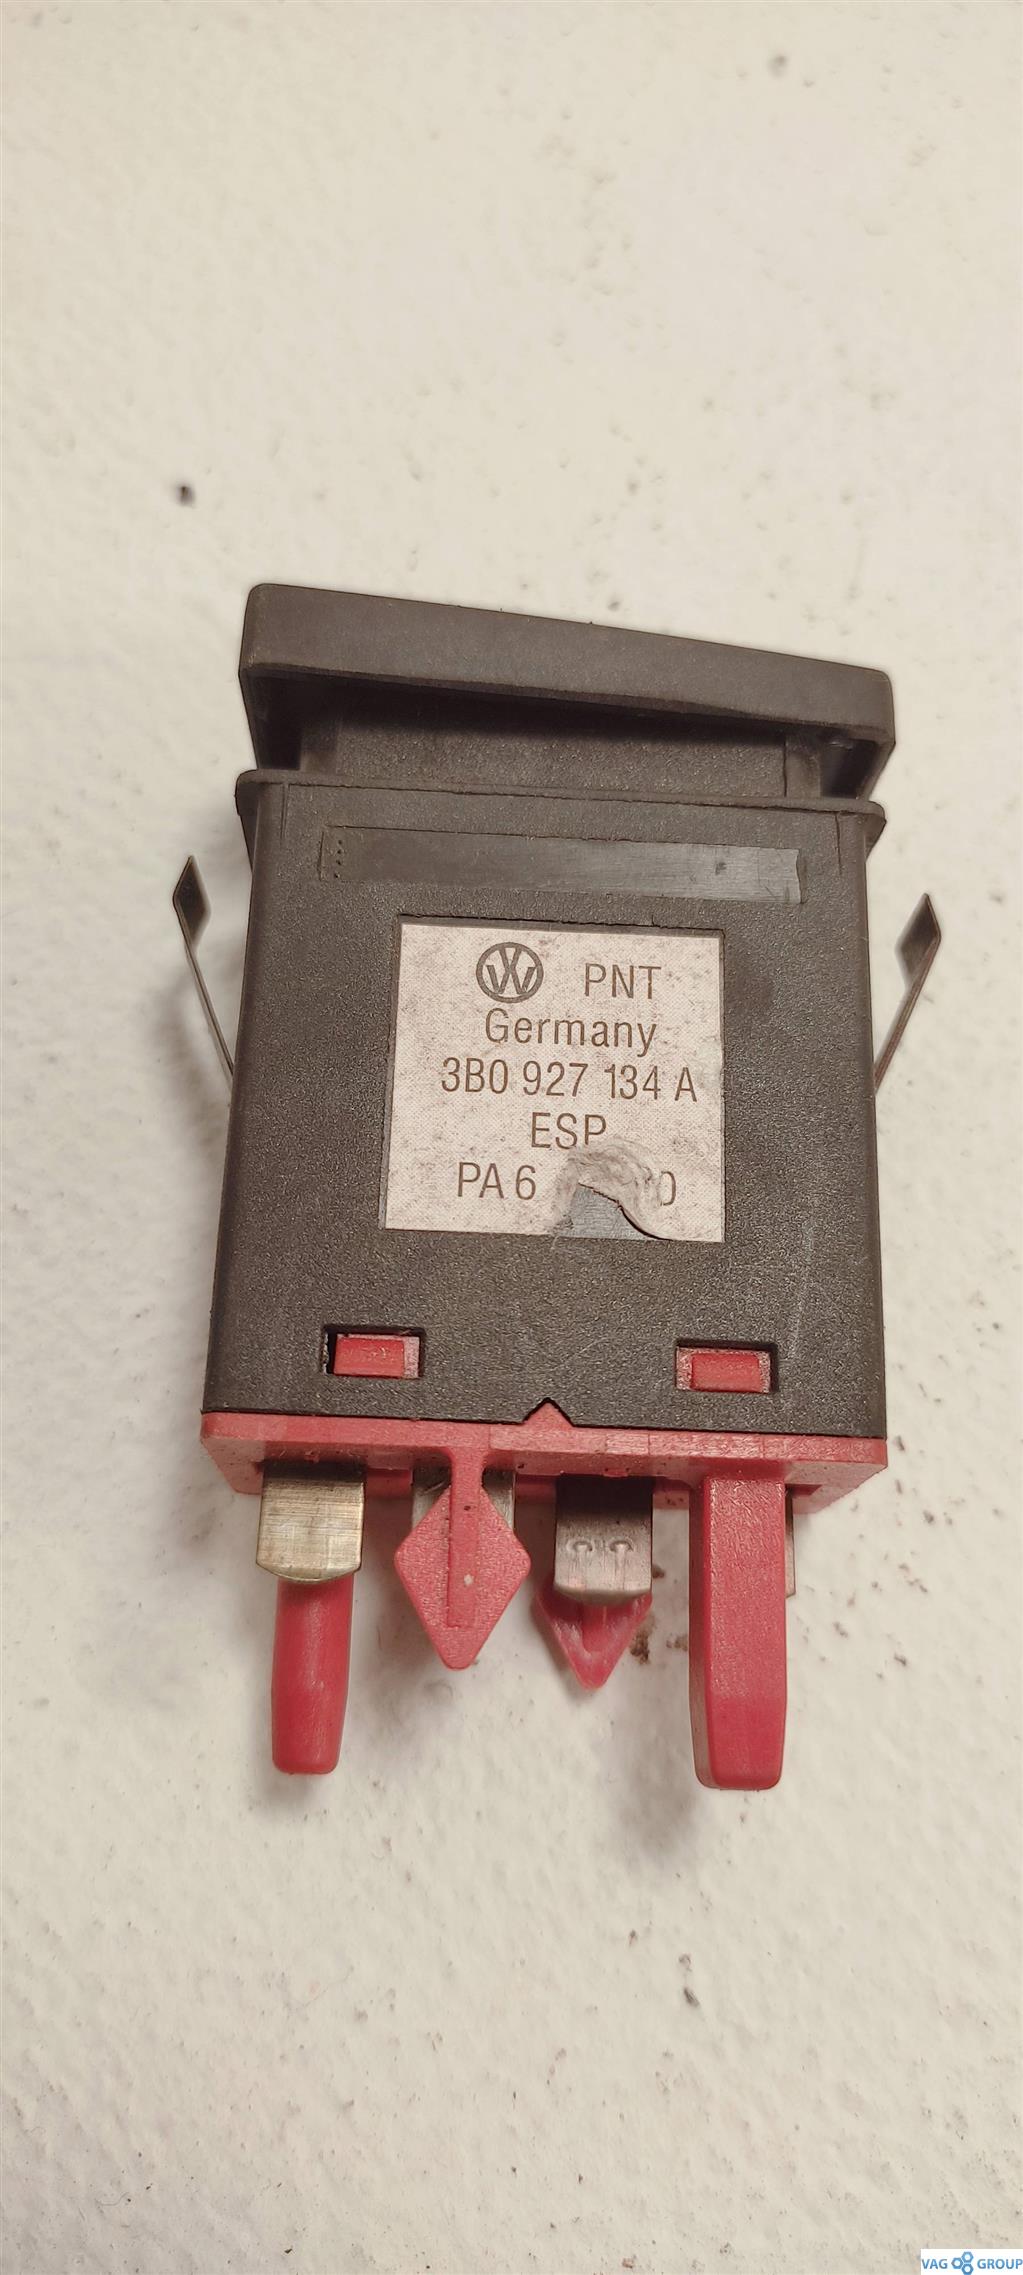 PNT
Germany
3B0 927 134 A
ESP
PA 6
VAG GROUP